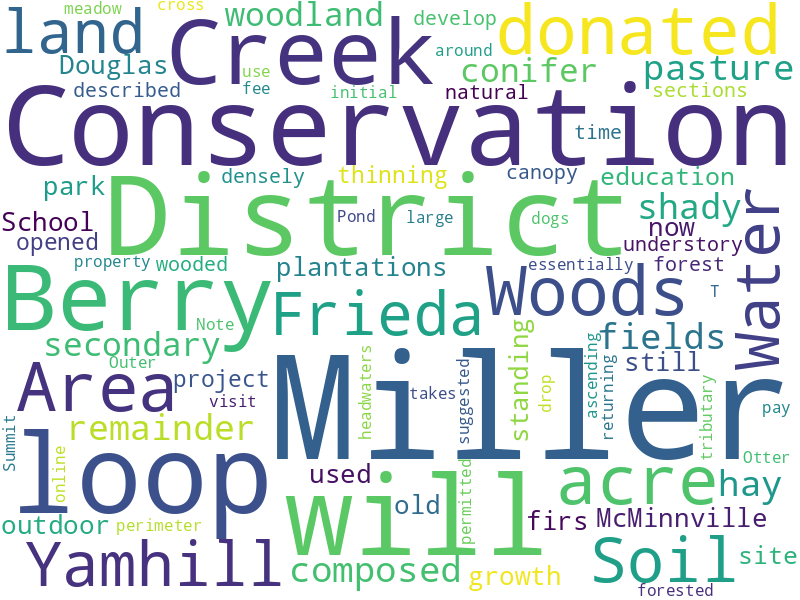 meadow
cross
land
Creek
woodland
develop
donated
Douglas
use
around
conifer
pasture
described
fee
initial
natural
sections
Conservation
time
park
densely
thinning
canopy
education
District
School
Pond
large
dogs
shady
now
opened
understory
property
wooded
plantations
essentially
forest
Water
Berry
Frieda
Woods
T
Note
secondary
fields
Outer
still
Area
project
headwaters
Miller
takes
suggested
standing
drop
ascending
returning
visit
tributary
pay
Summit
remainder
loop
online
used
will
old
permitted
acre
Otter
hay
outdoor
perimeter
firs
McMinnville
Yamhill
composed
growth
Soil
site
forested